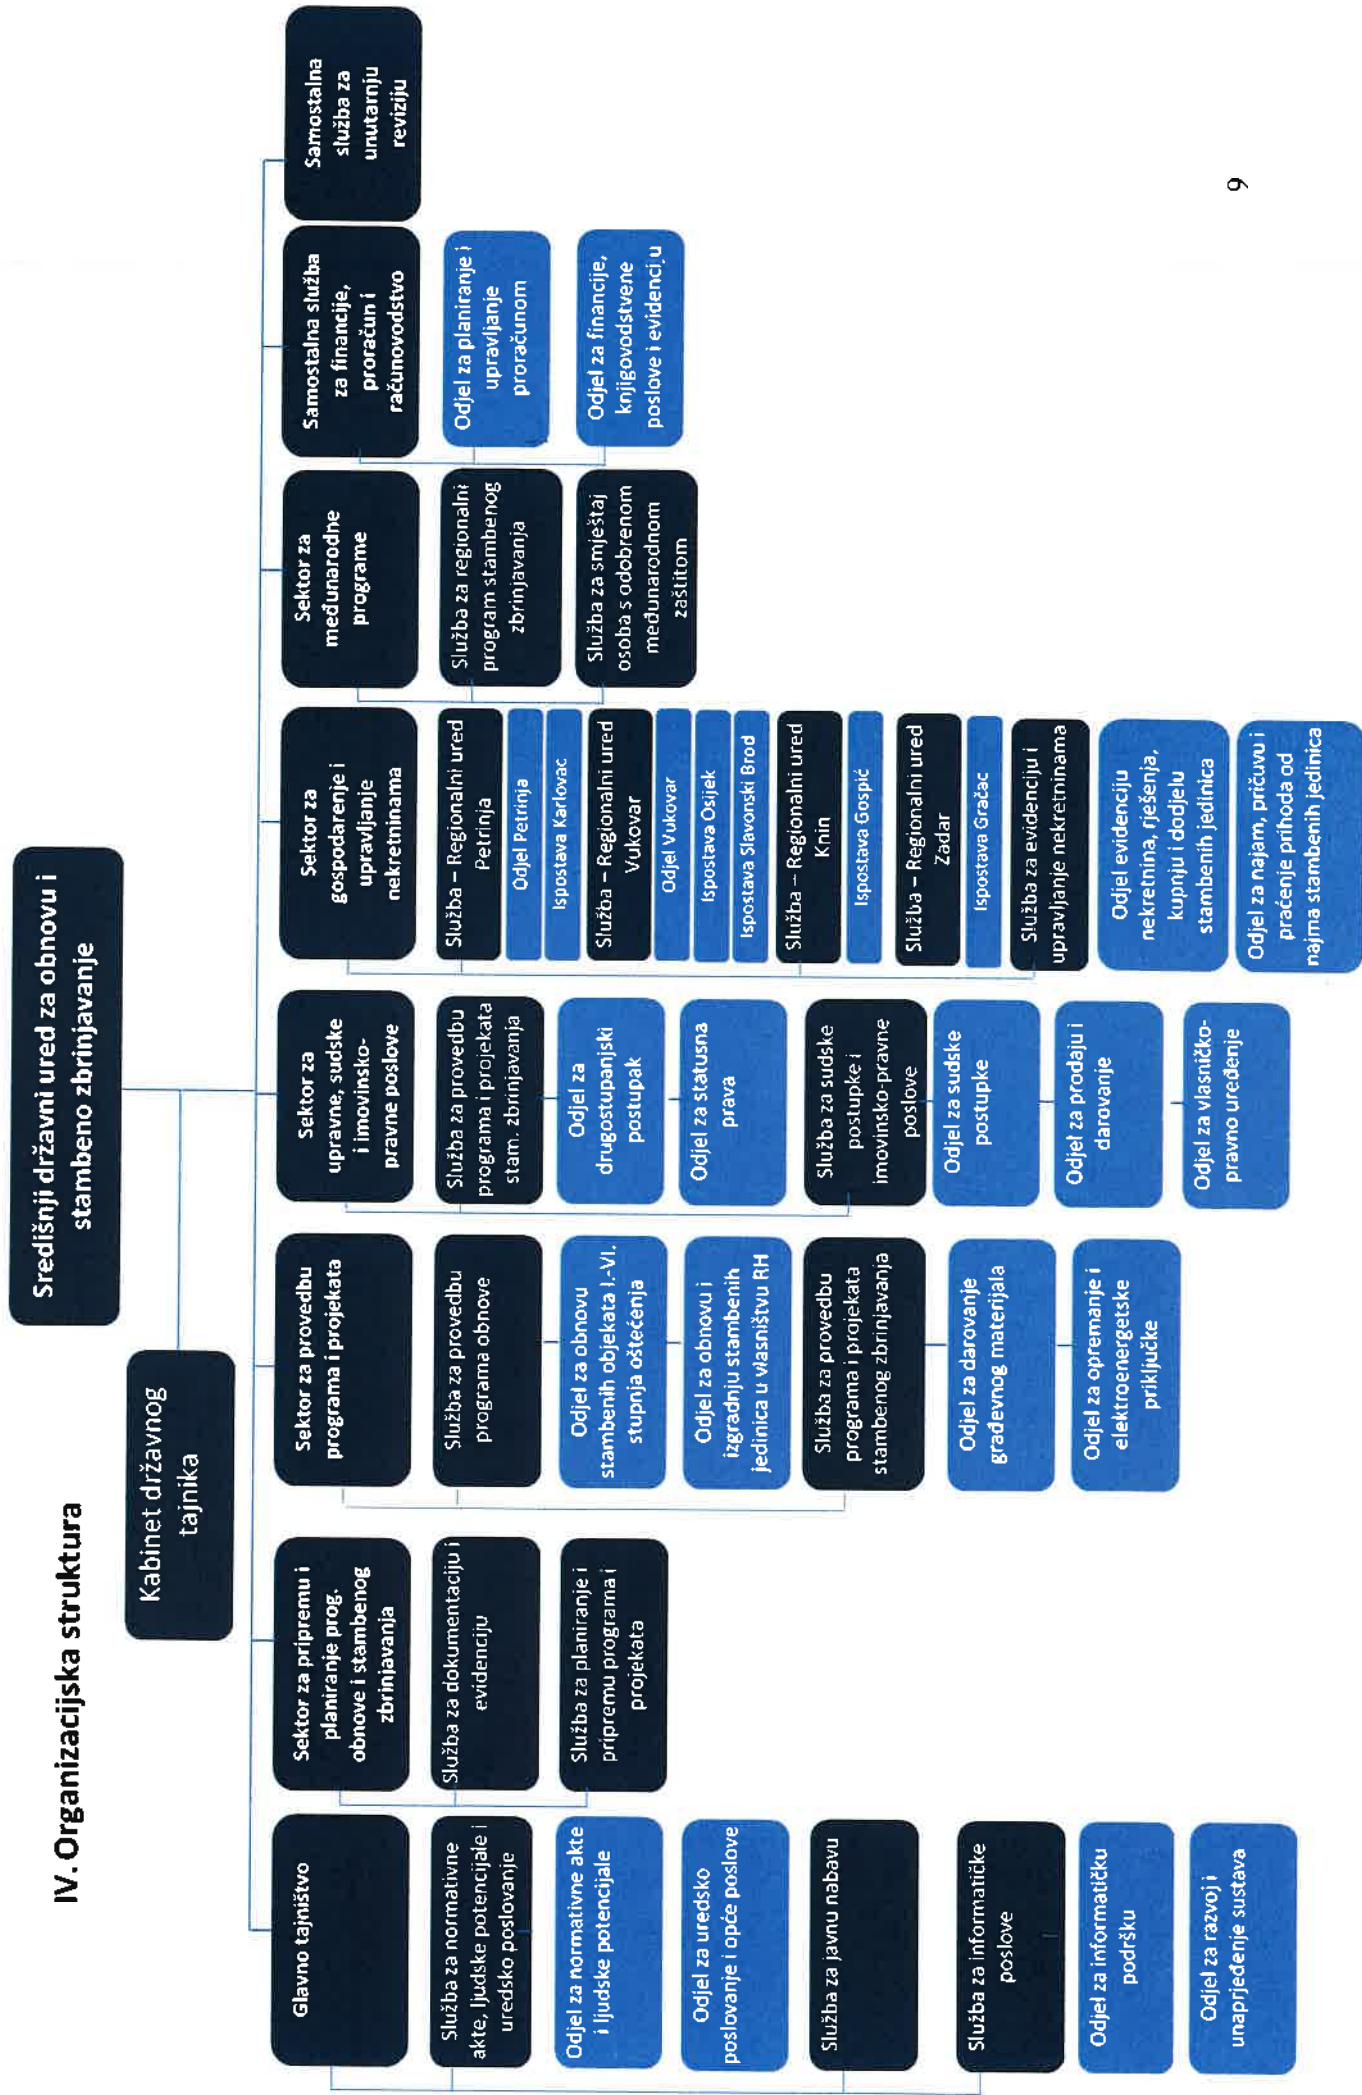 IV. Organizacijska struktura
Središnji državni ured za obnovu i
stambeno zbrinjavanje
Kabinet državnog
tajnika
Glavno tajništvo
Služba za normativne
akte, ljudske potencijale i
uredsko poslovanje
Odjel za normativne akte
i ljudske potencijale
Odjel za uredsko
poslovanje i opće poslove
Služba za javnu nabavu
Služba za informatičke
poslove
Odjel za informatičku
podršku
Odjel za razvoj i
unaprjeđenje sustava
Sektor za pripremu i
planiranje prog.
obnove i stambenog
zbrinjavanja
Služba za dokumentaciju i
evidenciju
Služba za planiranje i
pripremu programa i
projekata
Sektor za provedbu
programa i projekata
Služba za provedbu
programa obnove
Odjel za obnovu
stambenih objekata I.-VI.
stupnja oštećenja
Odjel za obnovu i
izgradnju stambenih
jedinica u vlasništvu RH
Služba za provedbu
programa i projekata
stambenog zbrinjavanja
Odjel za darovanje
građevnog materijala
Odjel za opremanje i
elektroenergetske
priključke
Sektor za
upravne, sudske
i imovinsko-
pravne poslove
Služba za provedbu
programa i projekata
stam. zbrinjavanja
Odjel za
drugostupanjski
postupak
Odjel za statusna
prava
Služba za sudske
postupke i
imovinsko-pravne
poslove
Odjel za sudske
postupke
Odjel za prodaju i
darovanje
Odjel za vlasničko-
pravno uređenje
Sektor za
gospodarenje i
upravljanje
nekretninama
Služba – Regionalni ured
Petrinja
Odjel Petrinja
Ispostava Karlovac
Služba – Regionalni ured
Vukovar
Odjel Vukovar
Ispostava Osijek
Ispostava Slavonski Brod
Služba – Regionalni ured
Knin
Ispostava Gospić
Služba – Regionalni ured
Zadar
Ispostava Gračac
Služba za evidenciju i
upravljanje nekretninama
Odjel evidenciju
nekretnina, rješenja,
kupnju i dodjelu
stambenih jedinica
Odjel za najam, pričuvu i
praćenje prihoda od
najma stambenih jedinica
Sektor za
međunarodne
programe
Služba za regionalni
program stambenog
zbrinjavanja
Služba za smještaj
osoba s odobrenom
međunarodnom
zaštitom
Samostalna služba
za financije,
proračun i
računovodstvo
Odjel za planiranje i
upravljanje
proračunom
Odjel za financije,
knjigovodstvene
poslove i evidenciju
Samostalna
služba za
unutarnju
reviziju
9